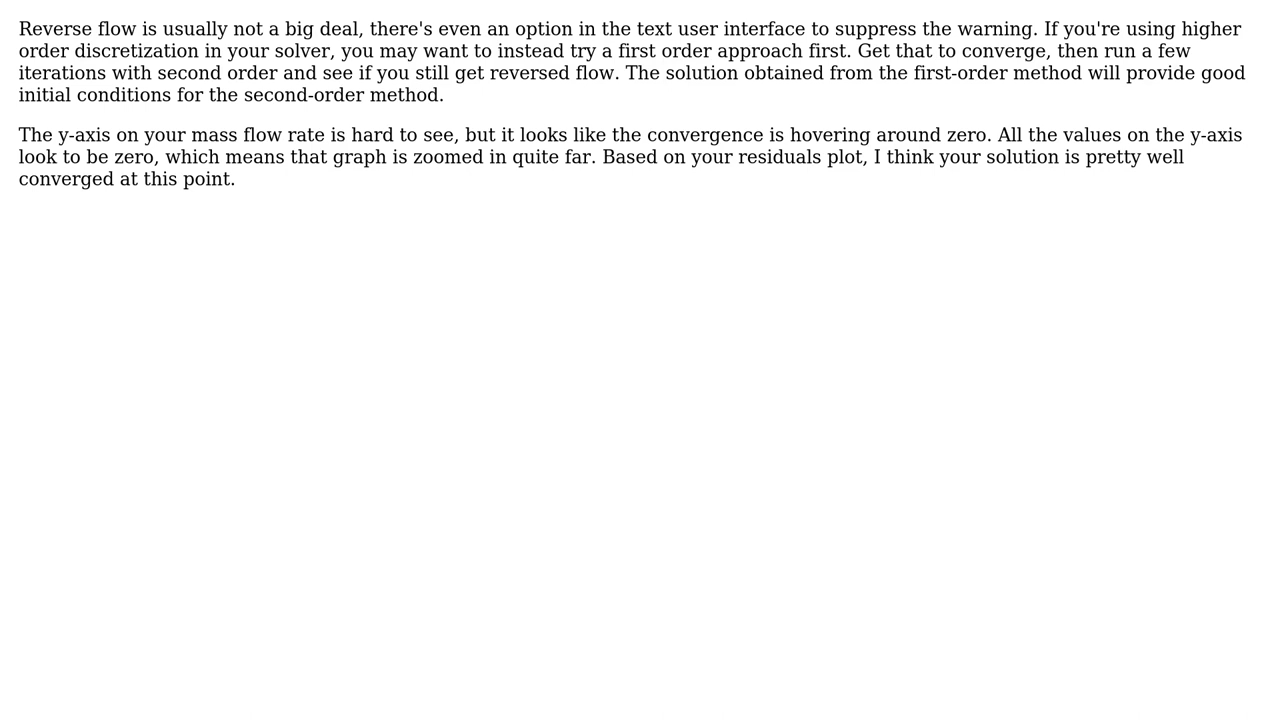 Reverse flow is usually not a big deal, there's even an option in the text user interface to suppress the warning. If you're using higher
order discretization in your solver, you may want to instead try a first order approach first. Get that to converge, then run a few
iterations with second order and see if you still get reversed flow. The solution obtained from the first-order method will provide good
initial conditions for the second-order method.
The y-axis on your mass flow rate is hard to see, but it looks like the convergence is hovering around zero. All the values on the y-axis
look to be zero, which means that graph is zoomed in quite far. Based on your residuals plot, I think your solution is pretty well
converged at this point.